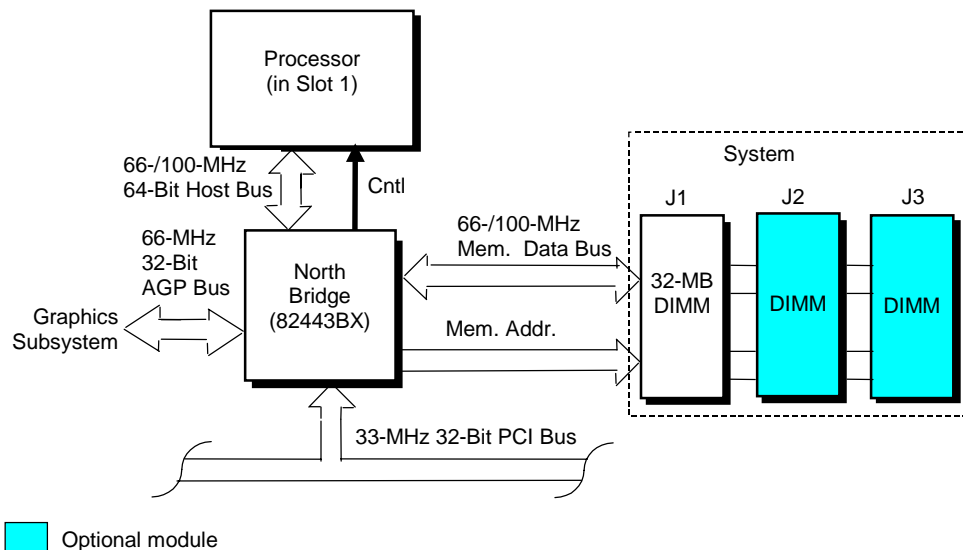 Processor
(in Slot 1)
66-/100-MHz
64-Bit Host Bus
Cntl
System
J1
J2
J3
66-MHz
32-Bit
AGP Bus
66-/100-MHz
Mem. Data Bus
North
Bridge
(82443BX)
32-MB
DIMM
DIMM
DIMM
Graphics
Subsystem
Mem. Addr.
33-MHz 32-Bit PCI Bus
Optional module